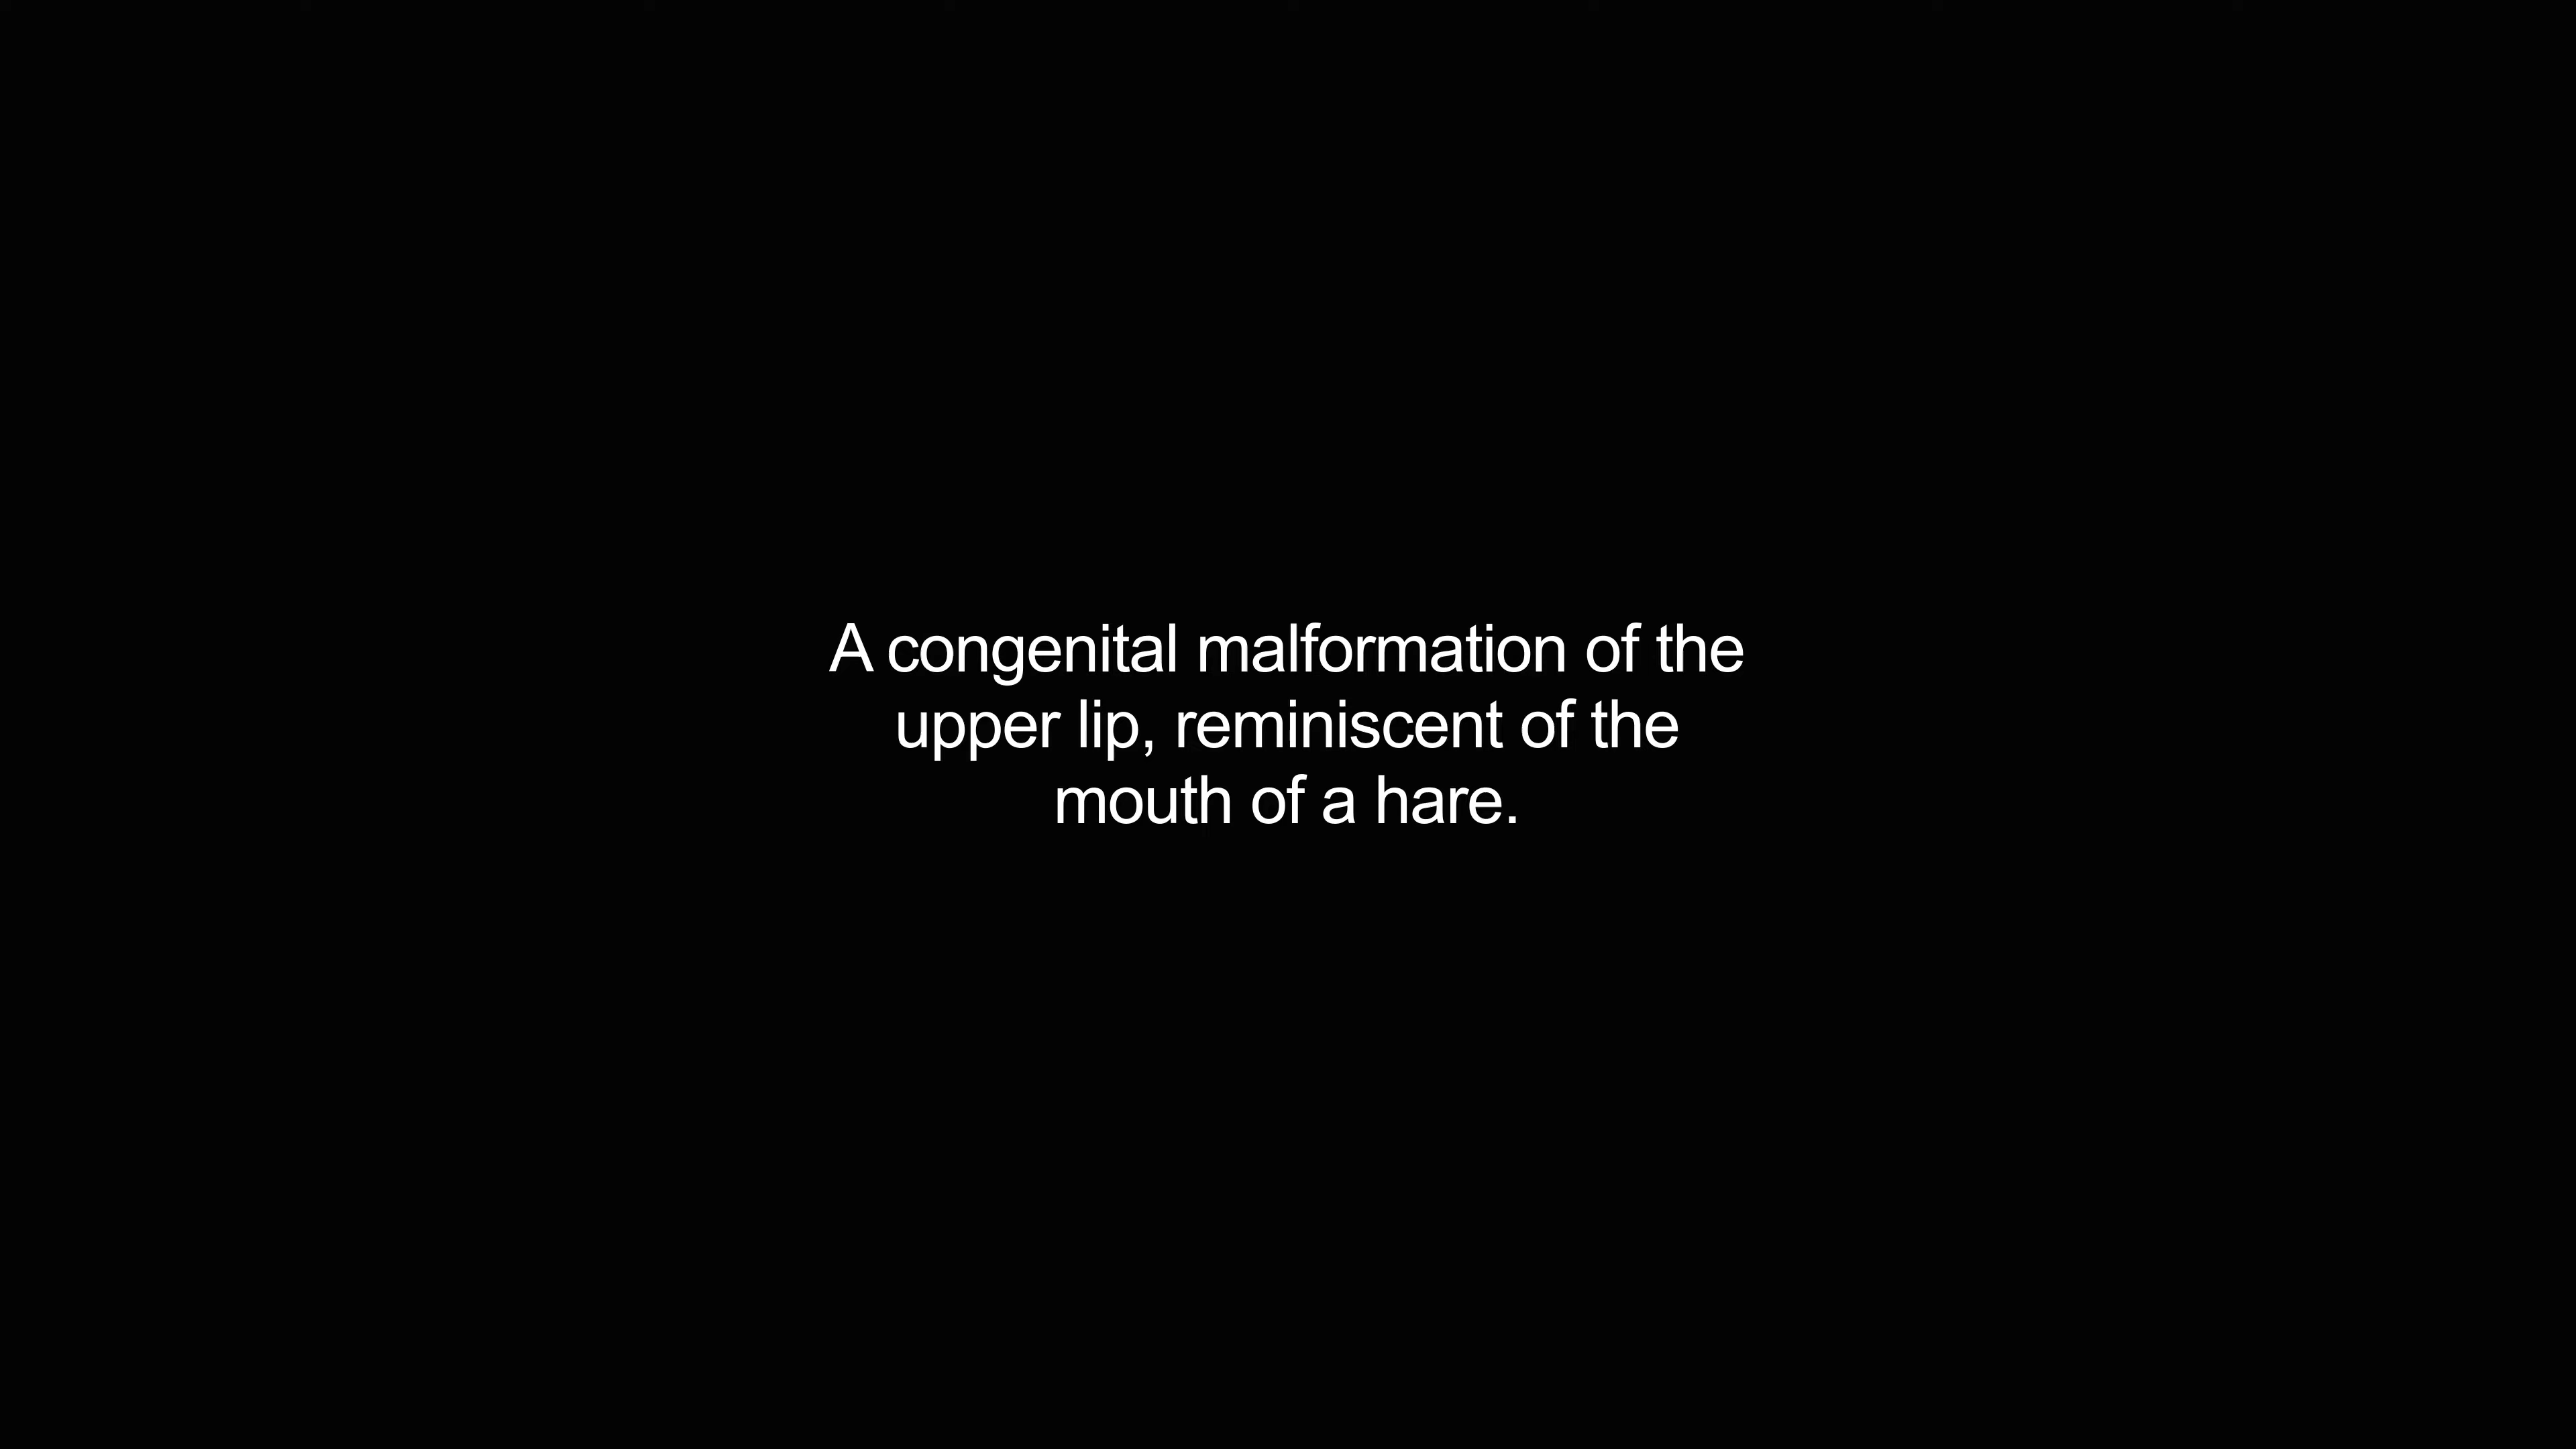 A congenital malformation of the
upper lip, reminiscent of the
mouth of a hare.